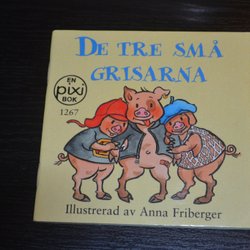 DE TRE SMÅ
GRISARNA
EN
pixi
BOK
1267
Illustrerad av Anna Friberger